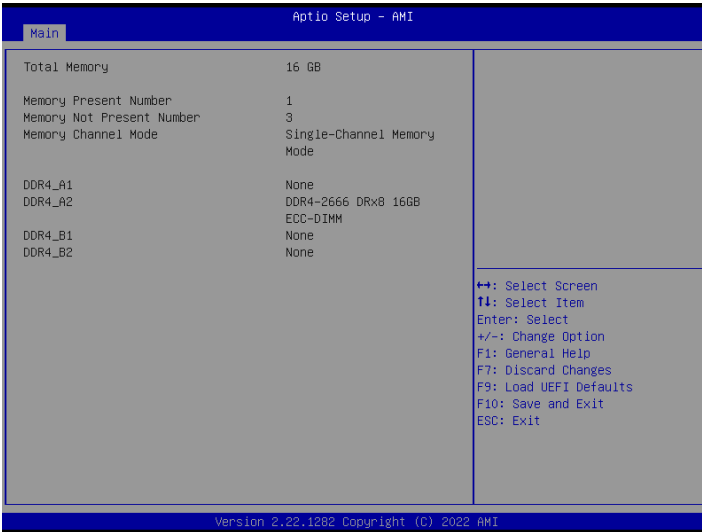 Aptio Setup – AMI
Main
Total Memory 16 GB
Memory Present Number 1
Memory Not Present Number 3
Memory Channel Mode Single-Channel Memory
Mode
DDR4_A1 None
DDR4_A2 DDR4-2666 DRx8 16GB
ECC-DIMM
DDR4_B1 None
DDR4_B2 None
↔: Select Screen
↑↓: Select Item
Enter: Select
+/-: Change Option
F1: General Help
F7: Discard Changes
F9: Load UEFI Defaults
F10: Save and Exit
ESC: Exit
Version 2.22.1282 Copyright (C) 2022 AMI